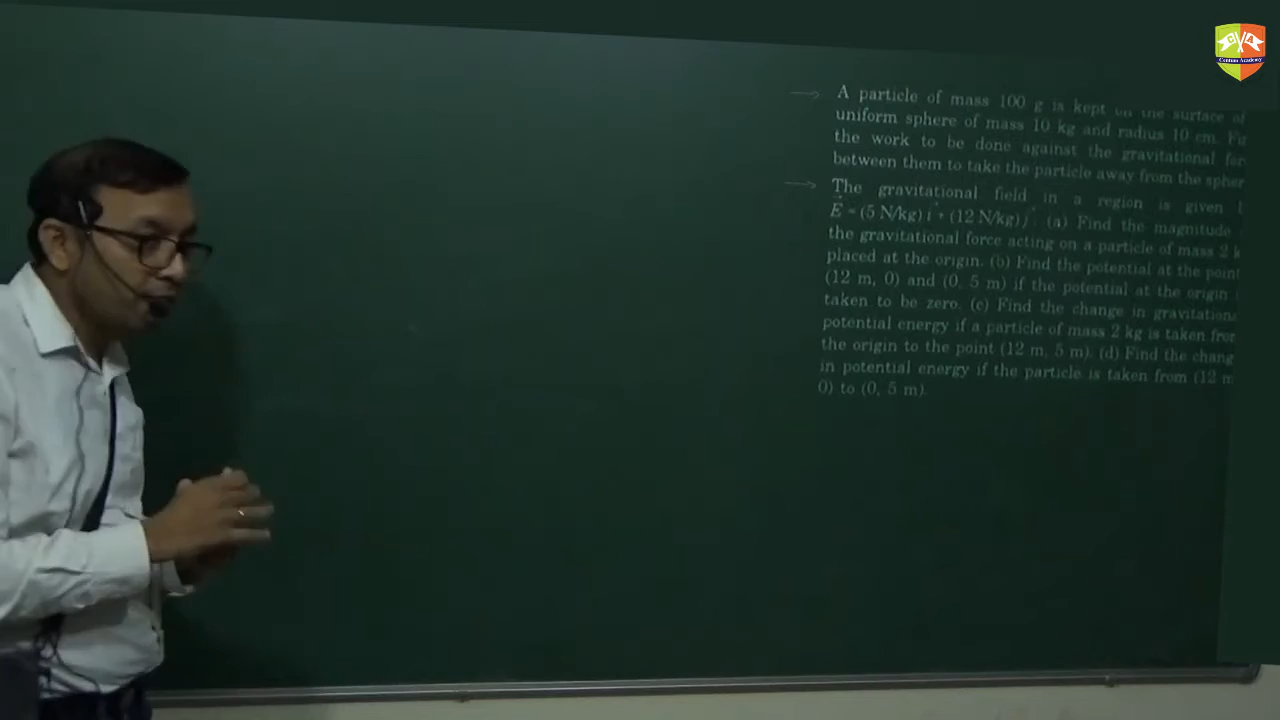 A particle of mass 100 g is kept on the surface of
uniform sphere of mass 10 kg and radius 10 cm.
the work to be done against the gravitational
between them to take the particle away from the
The gravitational field in a region is given
E = (5 N/kg) i + (12 N/kg) j . (a) Find the magnitude
the gravitational force acting on a particle of mass 2
placed at the origin. (b) Find the potential at the
(12 m, 0) and (0, 5 m) if the potential at the origin
taken to be zero. (c) Find the change in
potential energy if a particle of mass 2 kg is taken
the origin to the point (12 m, 5 m). (d) Find the
in potential energy if the particle is taken from (12
0) to (0, 5 m).
C A
Contum Academy